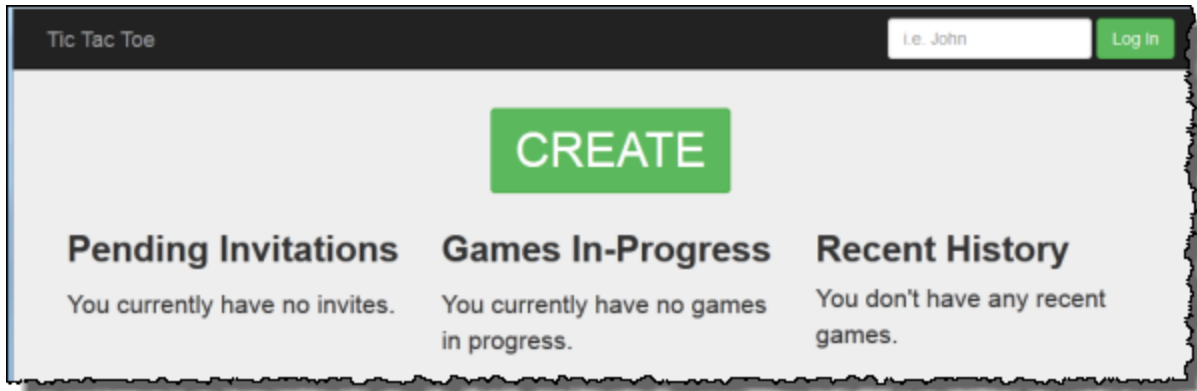 Tic Tac Toe
i.e. John
Log In
CREATE
Pending Invitations
You currently have no invites.
Games In-Progress
You currently have no games
in progress.
Recent History
You don't have any recent
games.